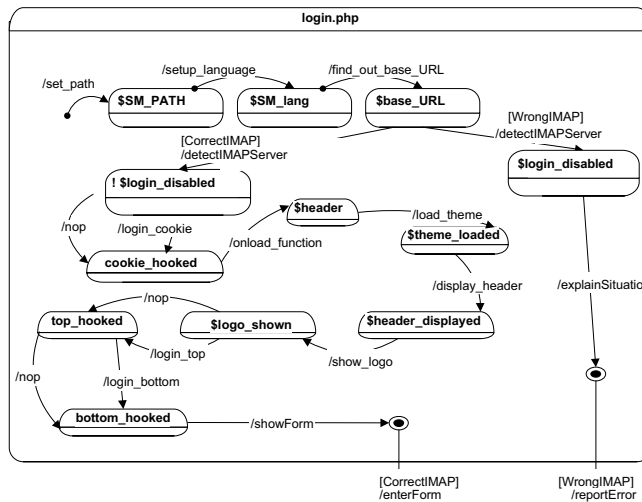 login.php
/setup_language
/find_out_base_URL
/set_path
$SM_PATH
$SM_lang
$base_URL
[WrongIMAP]
/detectIMAPServer
[CorrectIMAP]
/detectIMAPServer
$login_disabled
! $login_disabled
$header
/nop
/login_cookie
/load_theme
/onload_function
$theme_loaded
cookie_hooked
/explainSituation
/display_header
/nop
top_hooked
$logo_shown
$header_displayed
/login_top
/show_logo
/nop
/login_bottom
bottom_hooked
/showForm
[CorrectIMAP]
/enterForm
[WrongIMAP]
/reportError